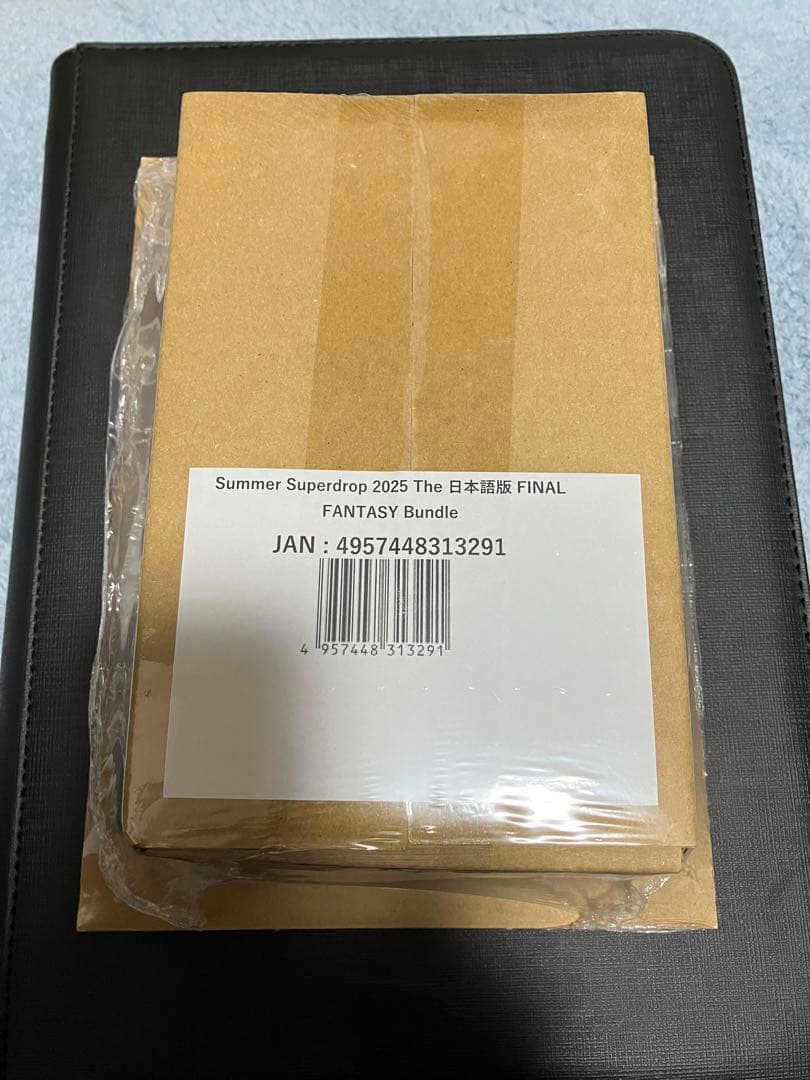 Summer Superdrop 2025 The 日本語版 FINAL
FANTASY Bundle
JAN : 4957448313291
4 957448 313291